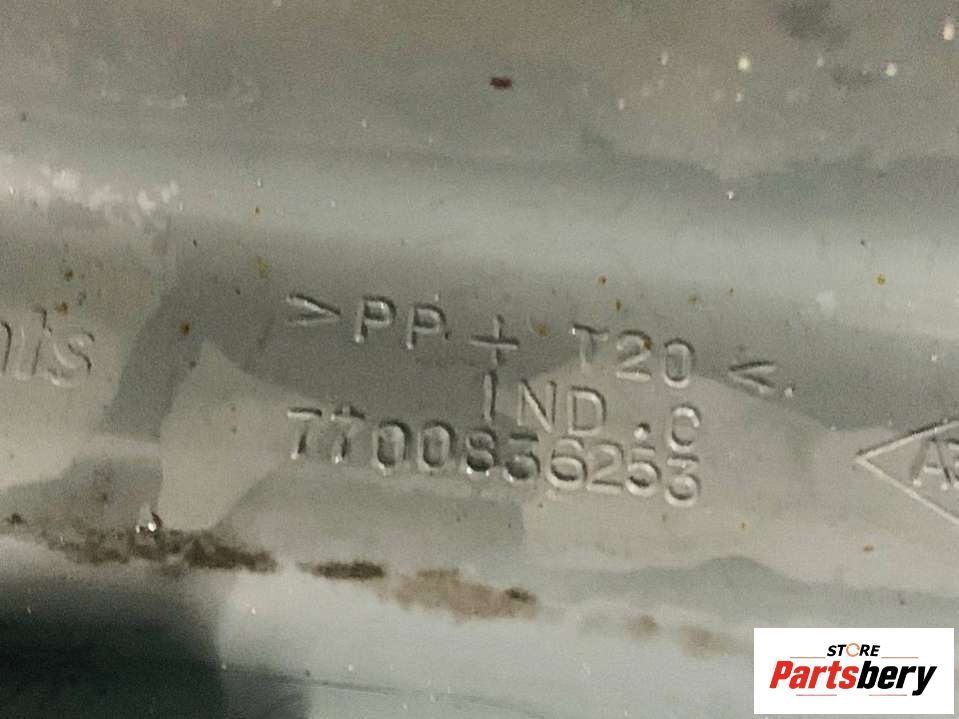 >PP + T20 <
IND.C
7700836253
STORE
Partsbery